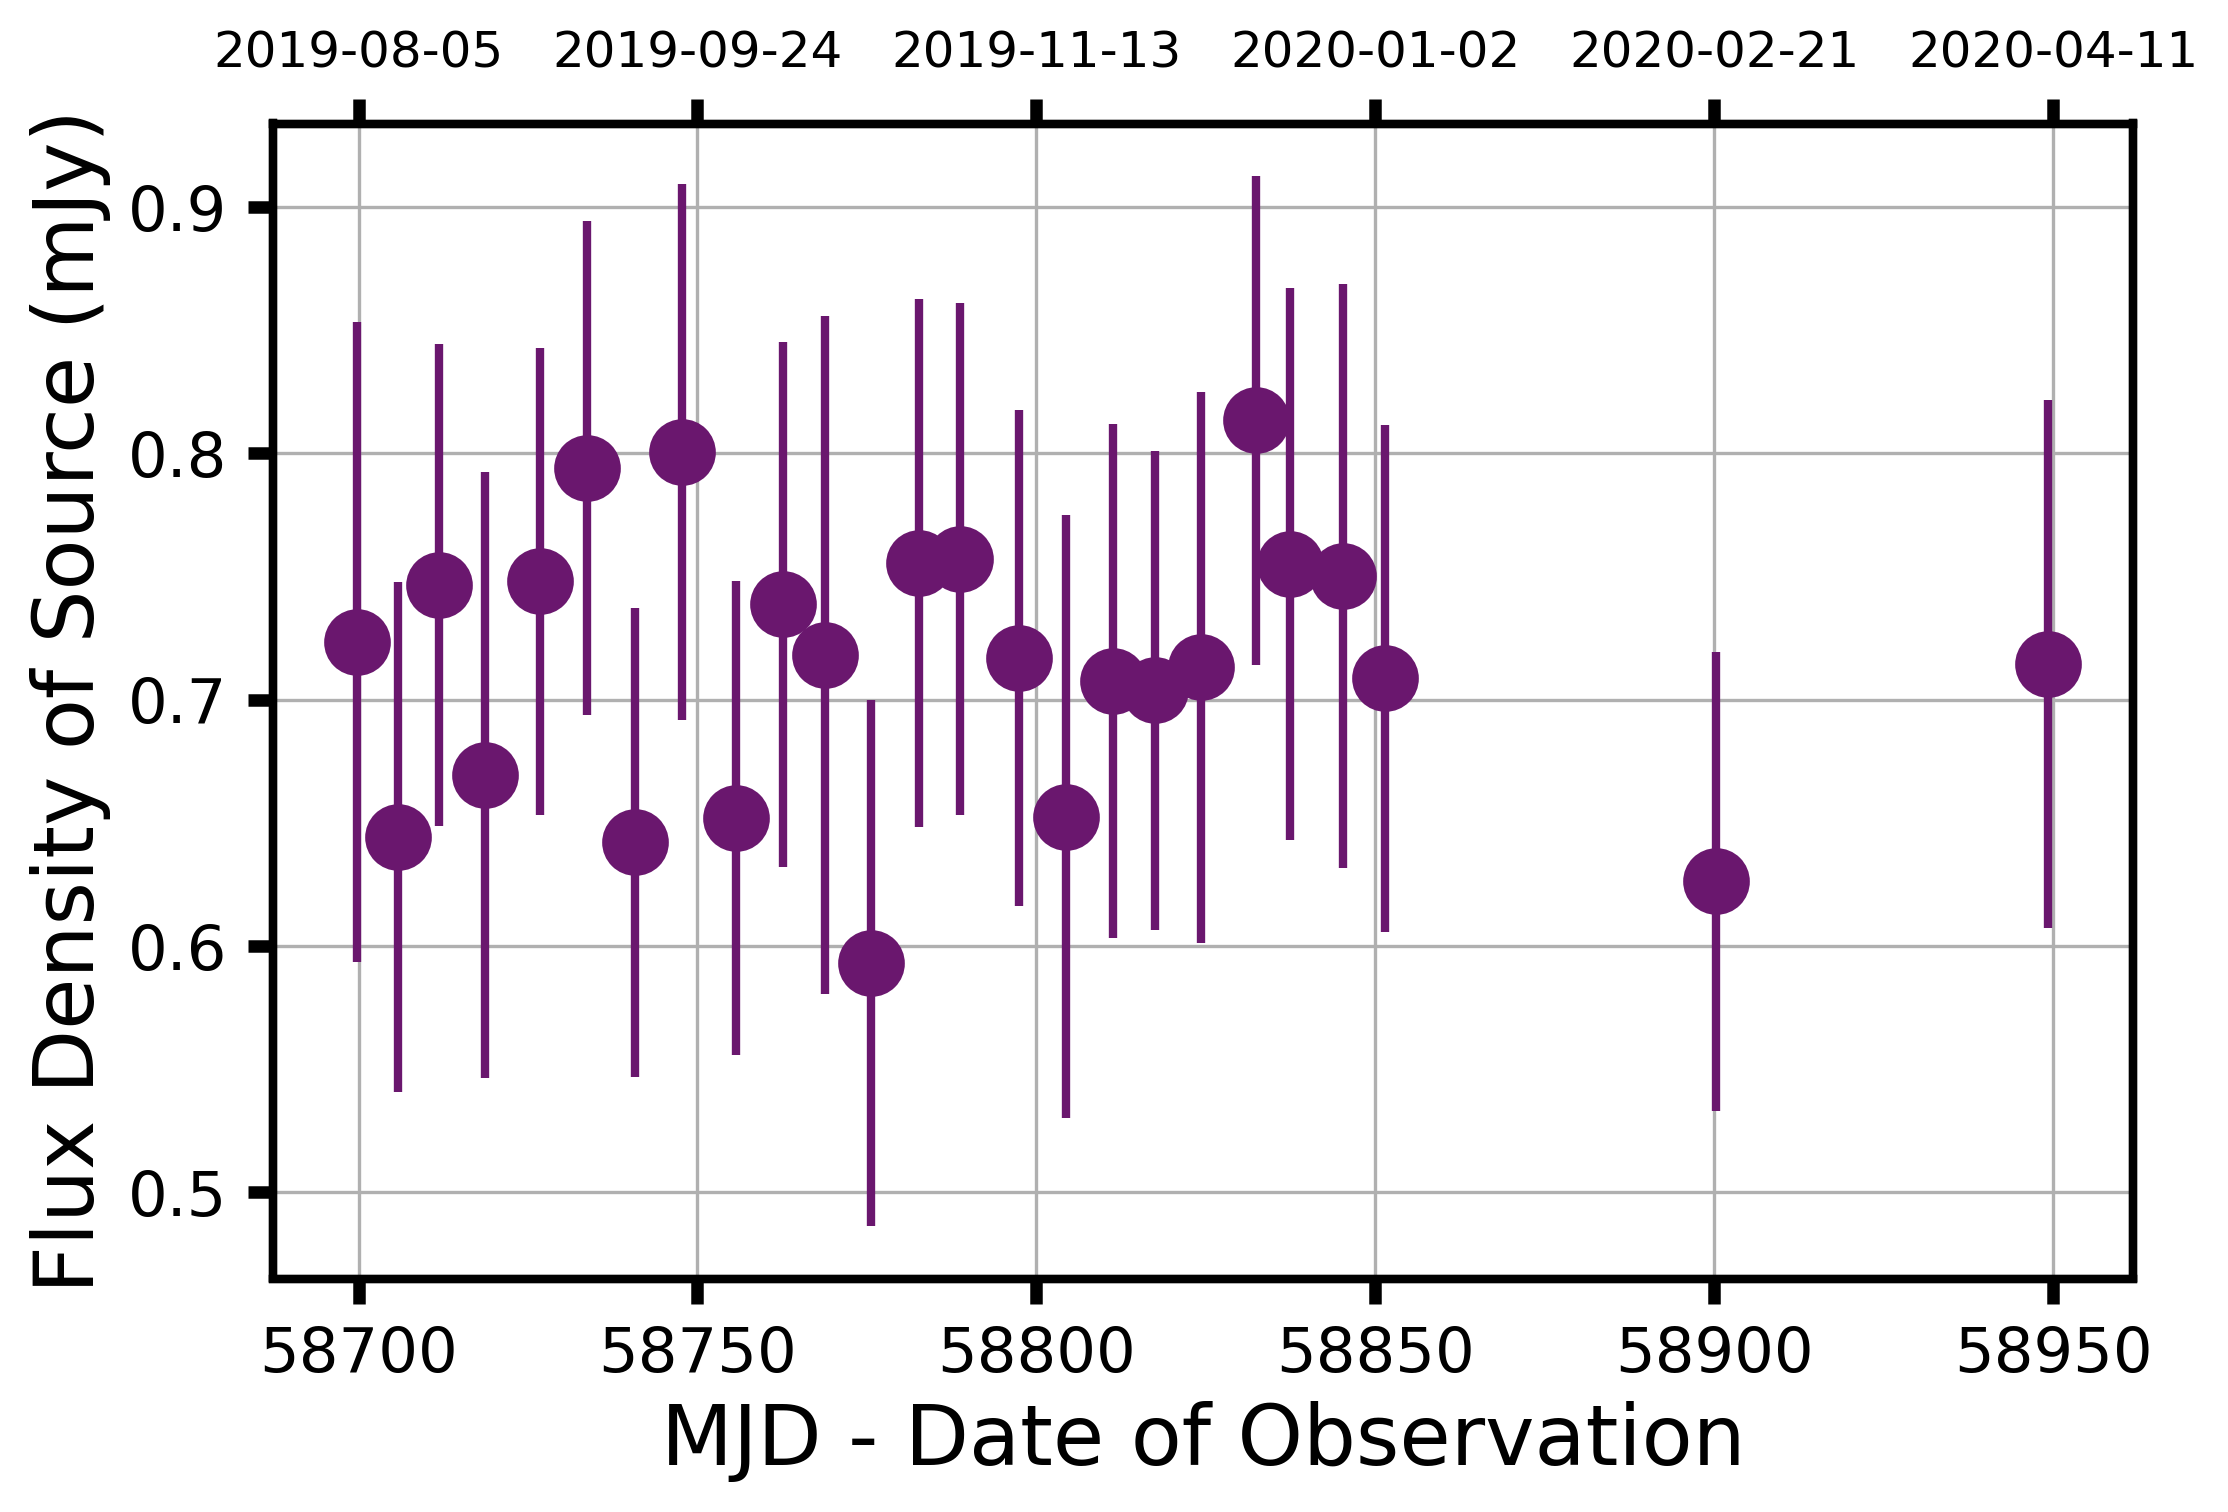 2019-08-05 2019-09-24 2019-11-13 2020-01-02 2020-02-21 2020-04-11
Flux Density of Source (mJy)
0.9
0.8
0.7
0.6
0.5
58700 58750 58800 58850 58900 58950
MJD - Date of Observation